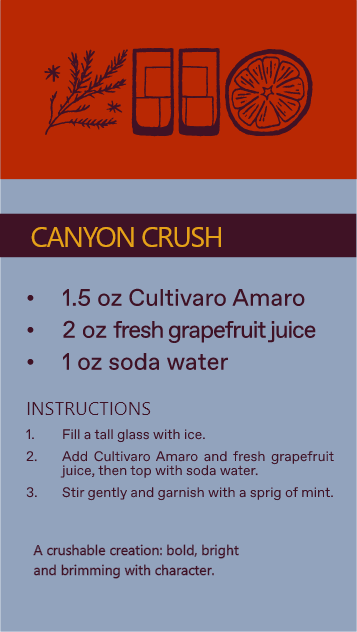 CANYON CRUSH
• 1.5 oz Cultivaro Amaro
• 2 oz fresh grapefruit juice
• 1 oz soda water
INSTRUCTIONS
1. Fill a tall glass with ice.
2. Add Cultivaro Amaro and fresh grapefruit
juice, then top with soda water.
3. Stir gently and garnish with a sprig of mint.
A crushable creation: bold, bright
and brimming with character.